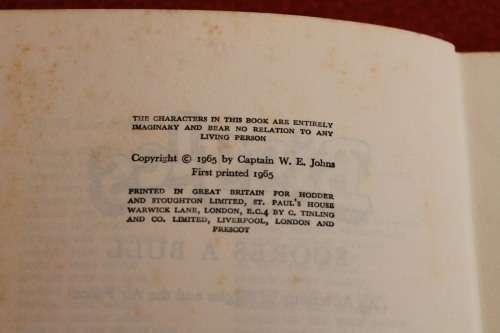 THE CHARACTERS IN THIS BOOK ARE ENTIRELY
IMAGINARY AND BEAR NO RELATION TO ANY
LIVING PERSON
Copyright © 1965 by Captain W. E. Johns
First printed 1965
PRINTED IN GREAT BRITAIN FOR HODDER
AND STOUGHTON LIMITED, ST. PAUL'S HOUSE
WARWICK LANE, LONDON, E.C.4 BY C. TINLING
AND CO. LIMITED, LIVERPOOL, LONDON AND
PRESCOT